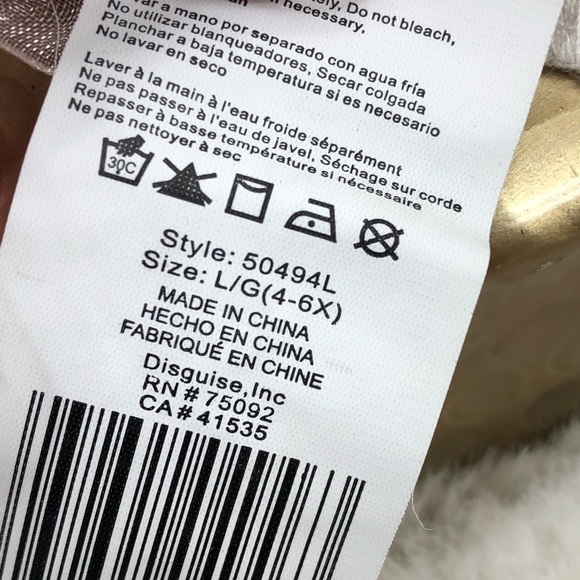 Do not bleach,
if necessary.
var a mano por separado con agua fría
No utilizar blanqueadores, Secar colgada
Planchar a baja temperatura si es necesario
No lavar en seco
Laver à la main à l'eau froide séparément
Ne pas passer à l'eau de javel, Séchage sur corde
Repasser à basse température si nécessaire
Ne pas nettoyer à sec
30C
Style: 50494L
Size: L/G(4-6X)
MADE IN CHINA
HECHO EN CHINA
FABRIQUÉ EN CHINE
Disguise,Inc
RN # 75092
CA # 41535